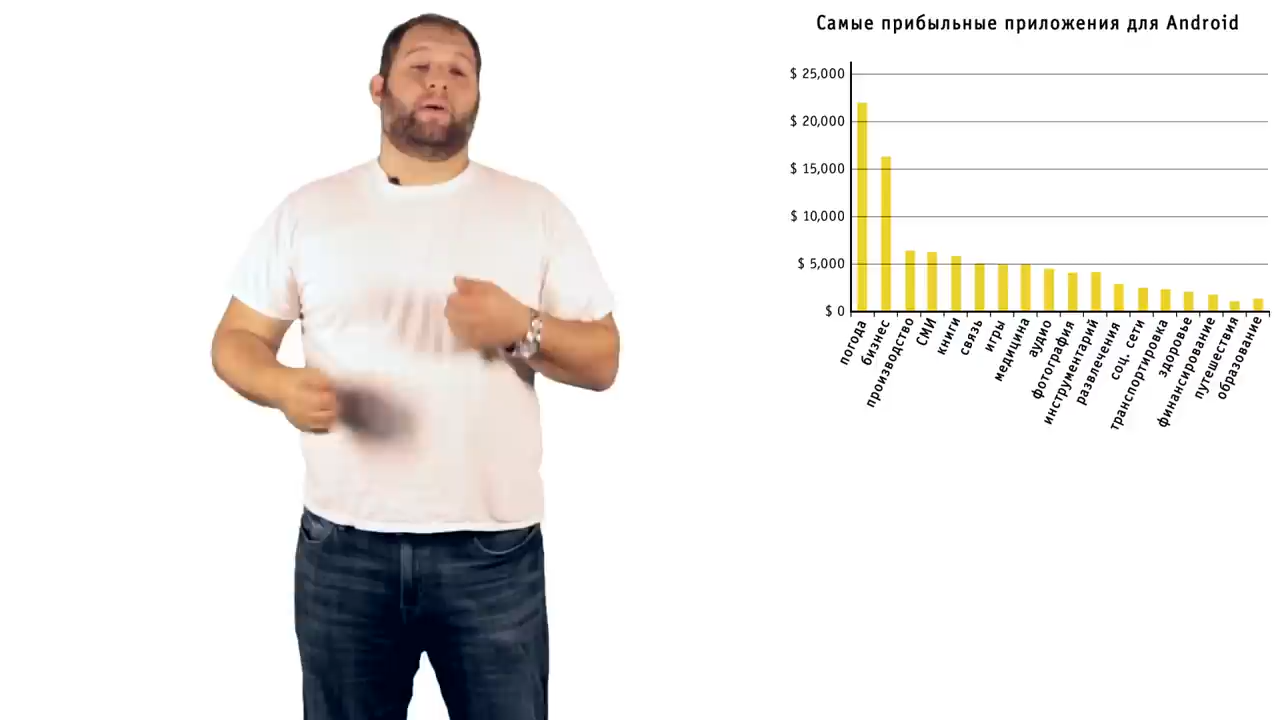 Самые прибыльные приложения для Android
$ 25,000
$ 20,000
$ 15,000
$ 10,000
$ 5,000
$ 0
погода
бизнес
производство
СМИ
книги
связь
игры
медицина
аудио
фотография
инструментарий
развлечения
соц. сети
транспортировка
здоровье
финансирование
путешествия
образование